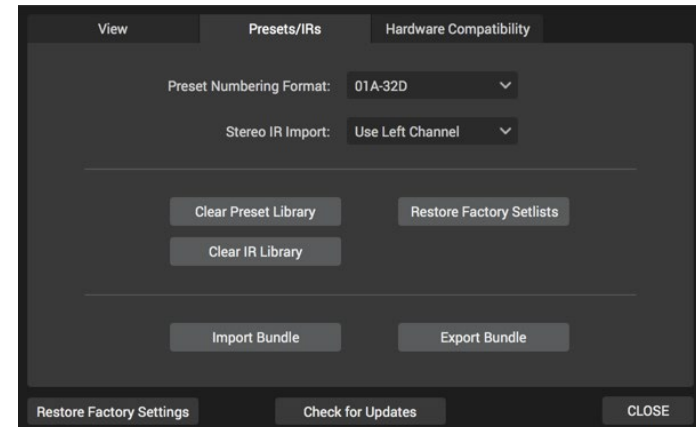 View Presets/IRs Hardware Compatibility
Preset Numbering Format: 01A-32D
Stereo IR Import: Use Left Channel
Clear Preset Library Restore Factory Setlists
Clear IR Library
Import Bundle Export Bundle
Restore Factory Settings Check for Updates CLOSE